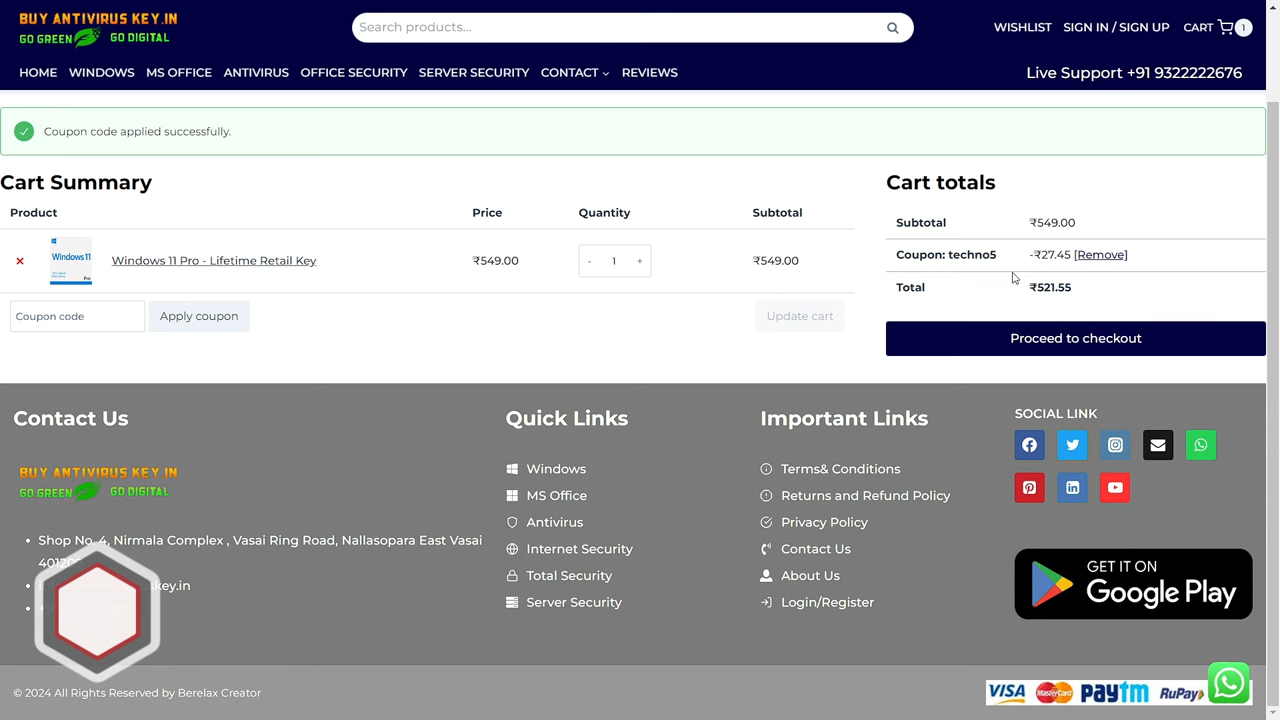 BUY ANTIVIRUS KEY.IN
GO GREEN GO DIGITAL
Search products...
WISHLIST SIGN IN / SIGN UP CART 1
HOME WINDOWS MS OFFICE ANTIVIRUS OFFICE SECURITY SERVER SECURITY CONTACT REVIEWS
Live Support +91 9322222676
Coupon code applied successfully.
Cart Summary
Product Price Quantity Subtotal
Windows 11
Pro
Windows 11 Pro - Lifetime Retail Key ₹549.00 - 1 + ₹549.00
Coupon code Apply coupon Update cart
Cart totals
Subtotal ₹549.00
Coupon: techno5 -₹27.45 [Remove]
Total ₹521.55
Proceed to checkout
Contact Us
BUY ANTIVIRUS KEY.IN
GO GREEN GO DIGITAL
Shop No. 4, Nirmala Complex , Vasai Ring Road, Nallasopara East Vasai
Quick Links
Windows
MS Office
Antivirus
Internet Security
Total Security
Server Security
Important Links
Terms& Conditions
Returns and Refund Policy
Privacy Policy
Contact Us
About Us
Login/Register
SOCIAL LINK
GET IT ON
Google Play
© 2024 All Rights Reserved by Berelax Creator
VISA MasterCard paytm RuPay